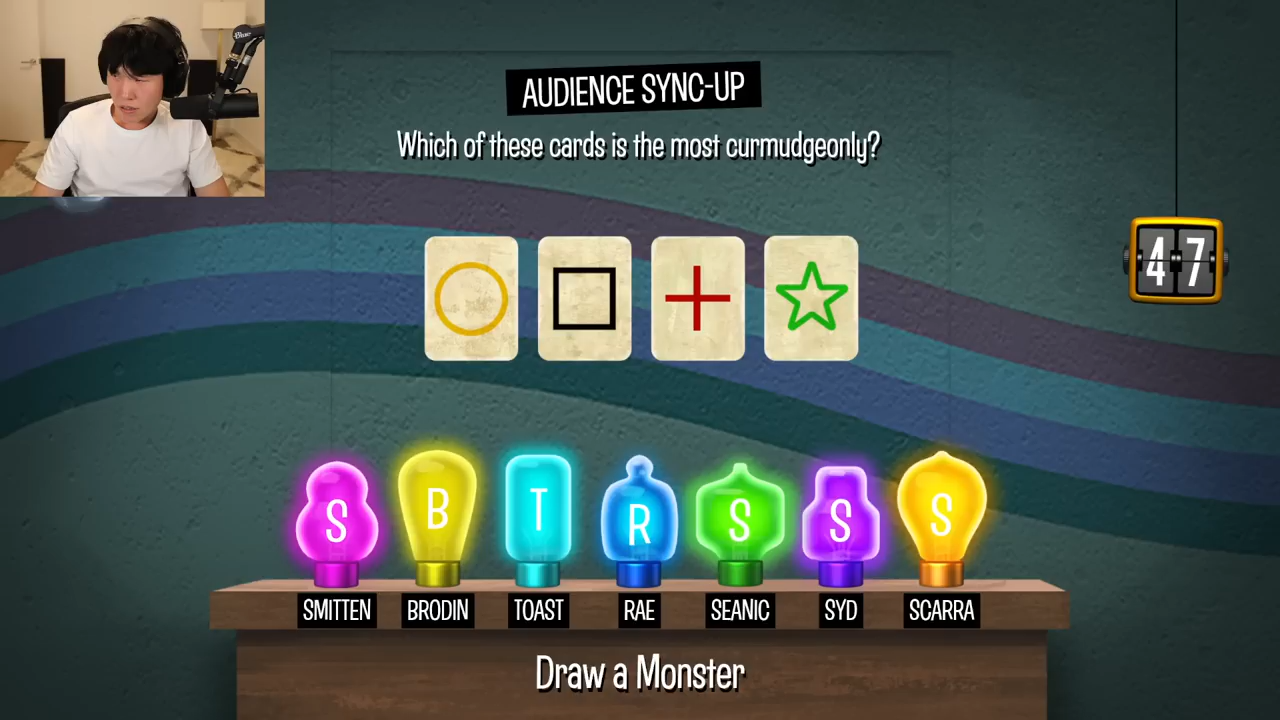 Blue
AUDIENCE SYNC-UP
Which of these cards is the most curmudgeonly?
47
S B T R S S S
SMITTEN BRODIN TOAST RAE SEANIC SYD SCARRA
Draw a Monster